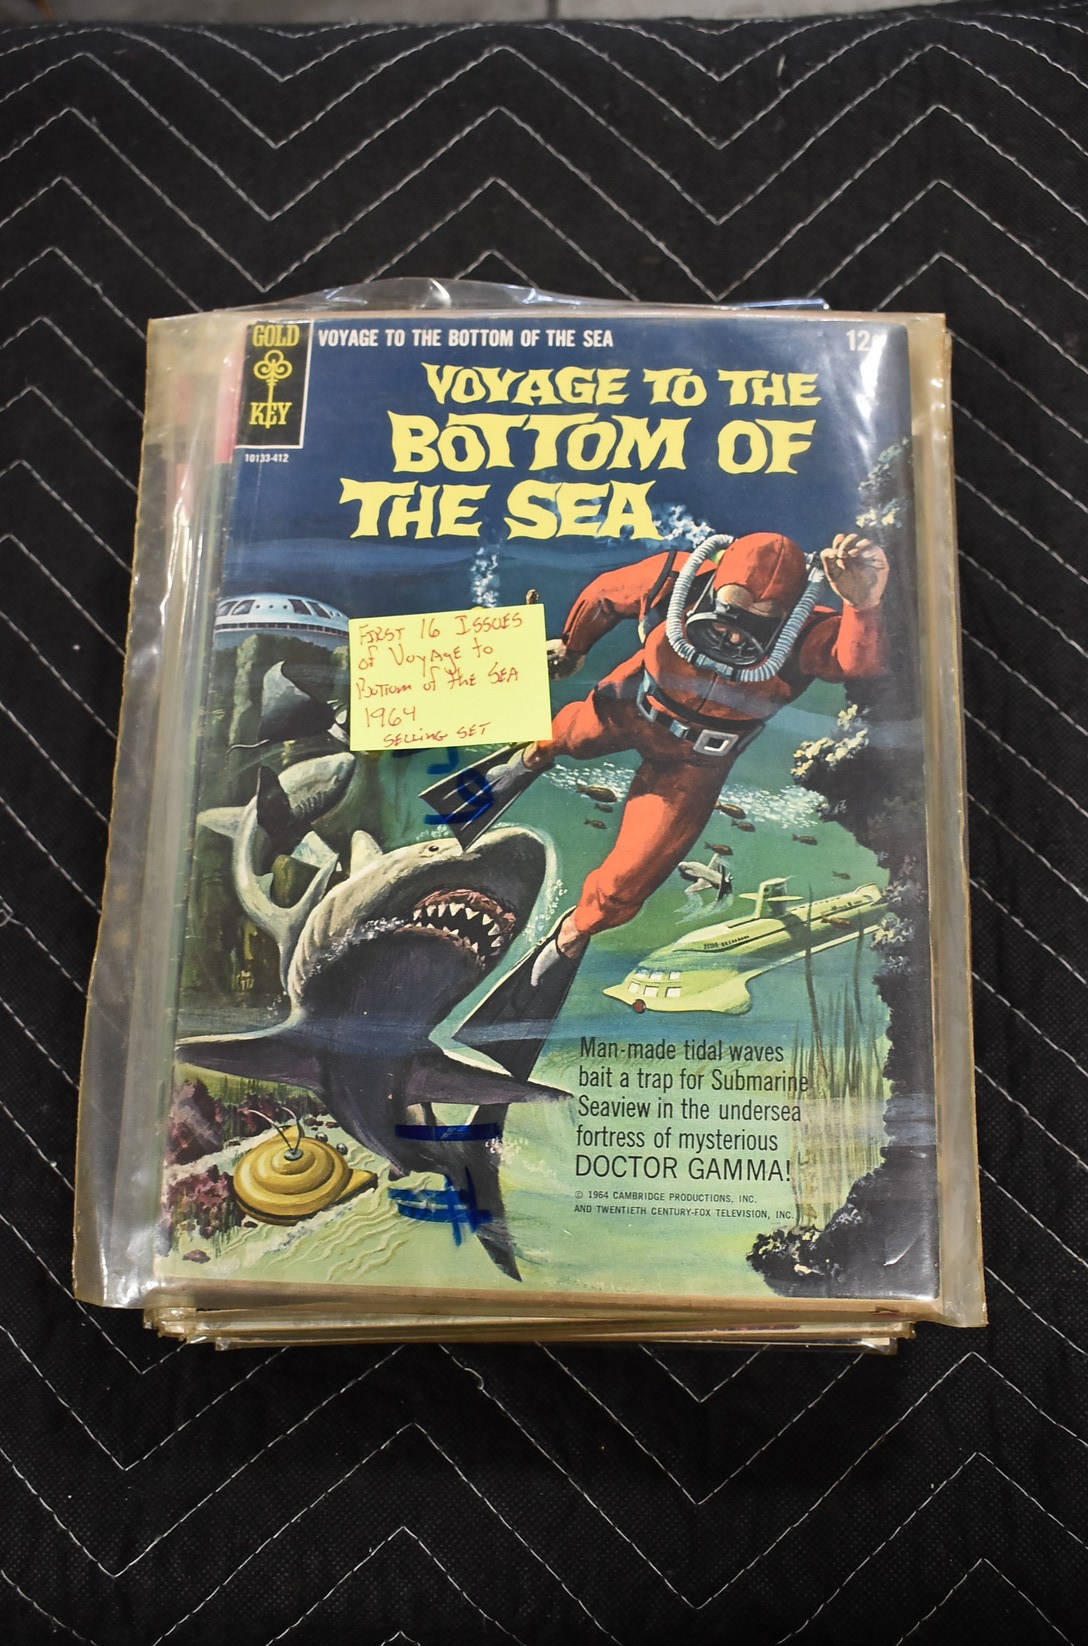 GOLD
KEY
VOYAGE TO THE BOTTOM OF THE SEA
12¢
10133-412
VOYAGE TO THE
BOTTOM OF
THE SEA
FIRST 16 ISSUES
of VOYAgE to
BOTTOM of the SEA
1964
SELLING SET
Man-made tidal waves
bait a trap for Submarine
Seaview in the undersea
fortress of mysterious
DOCTOR GAMMA!
© 1964 CAMBRIDGE PRODUCTIONS, INC.
AND TWENTIETH CENTURY-FOX TELEVISION, INC.